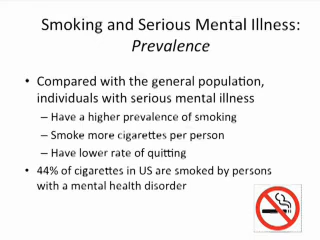 Smoking and Serious Mental Illness:
Prevalence
• Compared with the general population,
individuals with serious mental illness
– Have a higher prevalence of smoking
– Smoke more cigarettes per person
– Have lower rate of quitting
• 44% of cigarettes in US are smoked by persons
with a mental health disorder